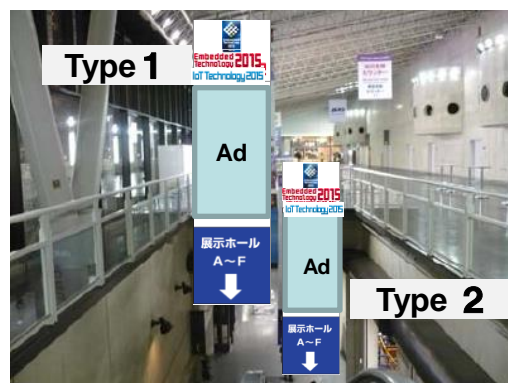 Type 1
Embedded
Technology 2015
IoT Technology 2015
Ad
展示ホール
A～F
Embedded
Technology 2015
IoT Technology 2015
Ad
Type 2
展示ホール
A～F